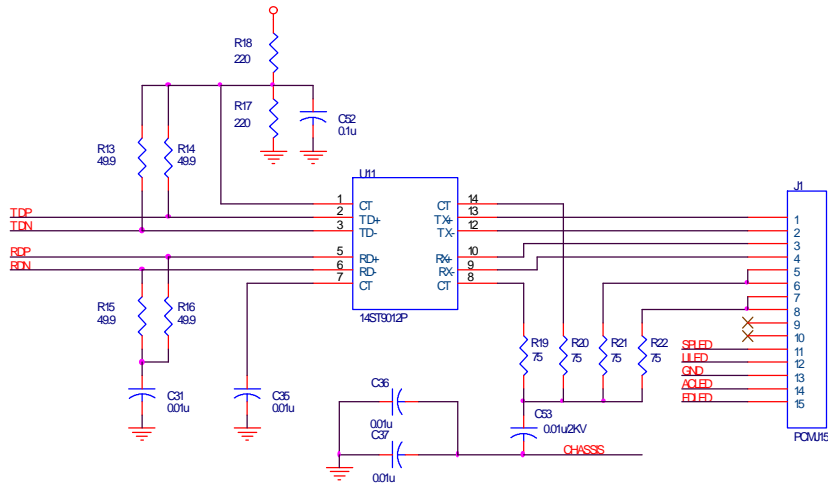 R18
220
R17
220
C52
0.1u
R13
49.9
R14
49.9
U11
J1
1
CT
CT
14
TDP
2
TD+
TX+
13
1
TDN
3
TD-
TX-
12
2
3
RDP
5
RD+
RX+
10
4
RDN
6
RD-
RX-
9
5
7
CT
CT
8
6
7
8
R15
49.9
R16
49.9
14ST9012P
9
10
R19
75
R20
75
R21
75
R22
75
11
12
GND
13
ACLED
14
15
C31
0.01u
C35
0.01u
C36
0.01u
C37
0.01u
C53
0.01u/2KV
CHASSIS